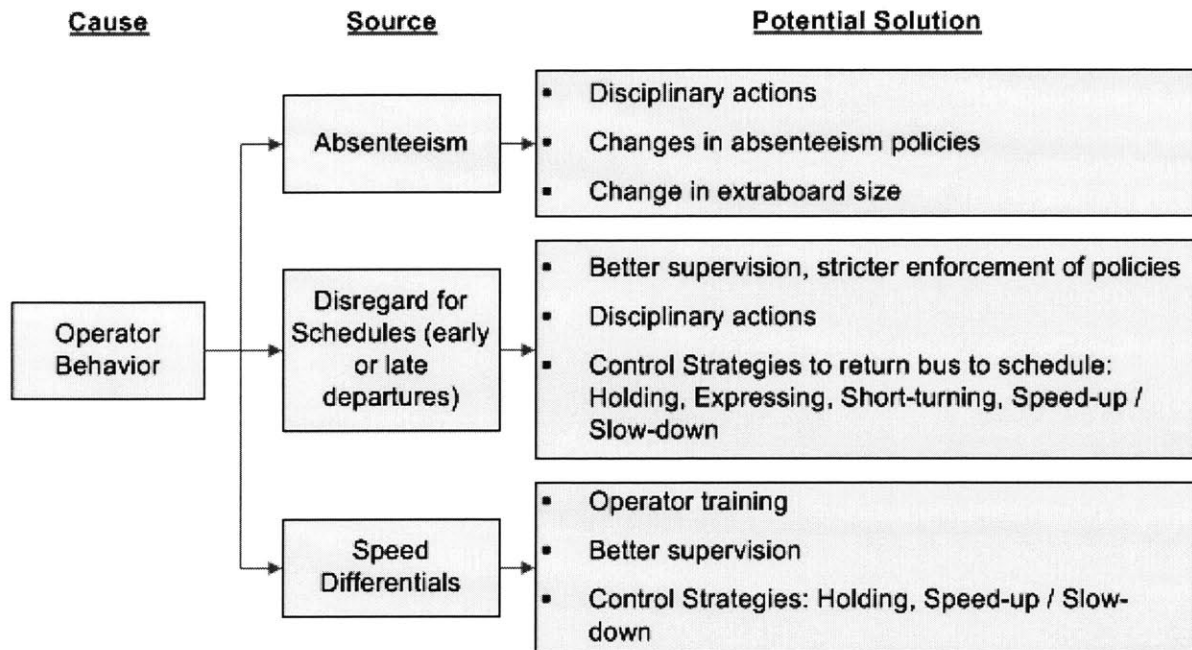 Cause
Source
Potential Solution
Operator
Behavior
Absenteeism
▪ Disciplinary actions
▪ Changes in absenteeism policies
▪ Change in extraboard size
Disregard for
Schedules (early
or late
departures)
▪ Better supervision, stricter enforcement of policies
▪ Disciplinary actions
▪ Control Strategies to return bus to schedule:
Holding, Expressing, Short-turning, Speed-up /
Slow-down
Speed
Differentials
▪ Operator training
▪ Better supervision
▪ Control Strategies: Holding, Speed-up / Slow-
down